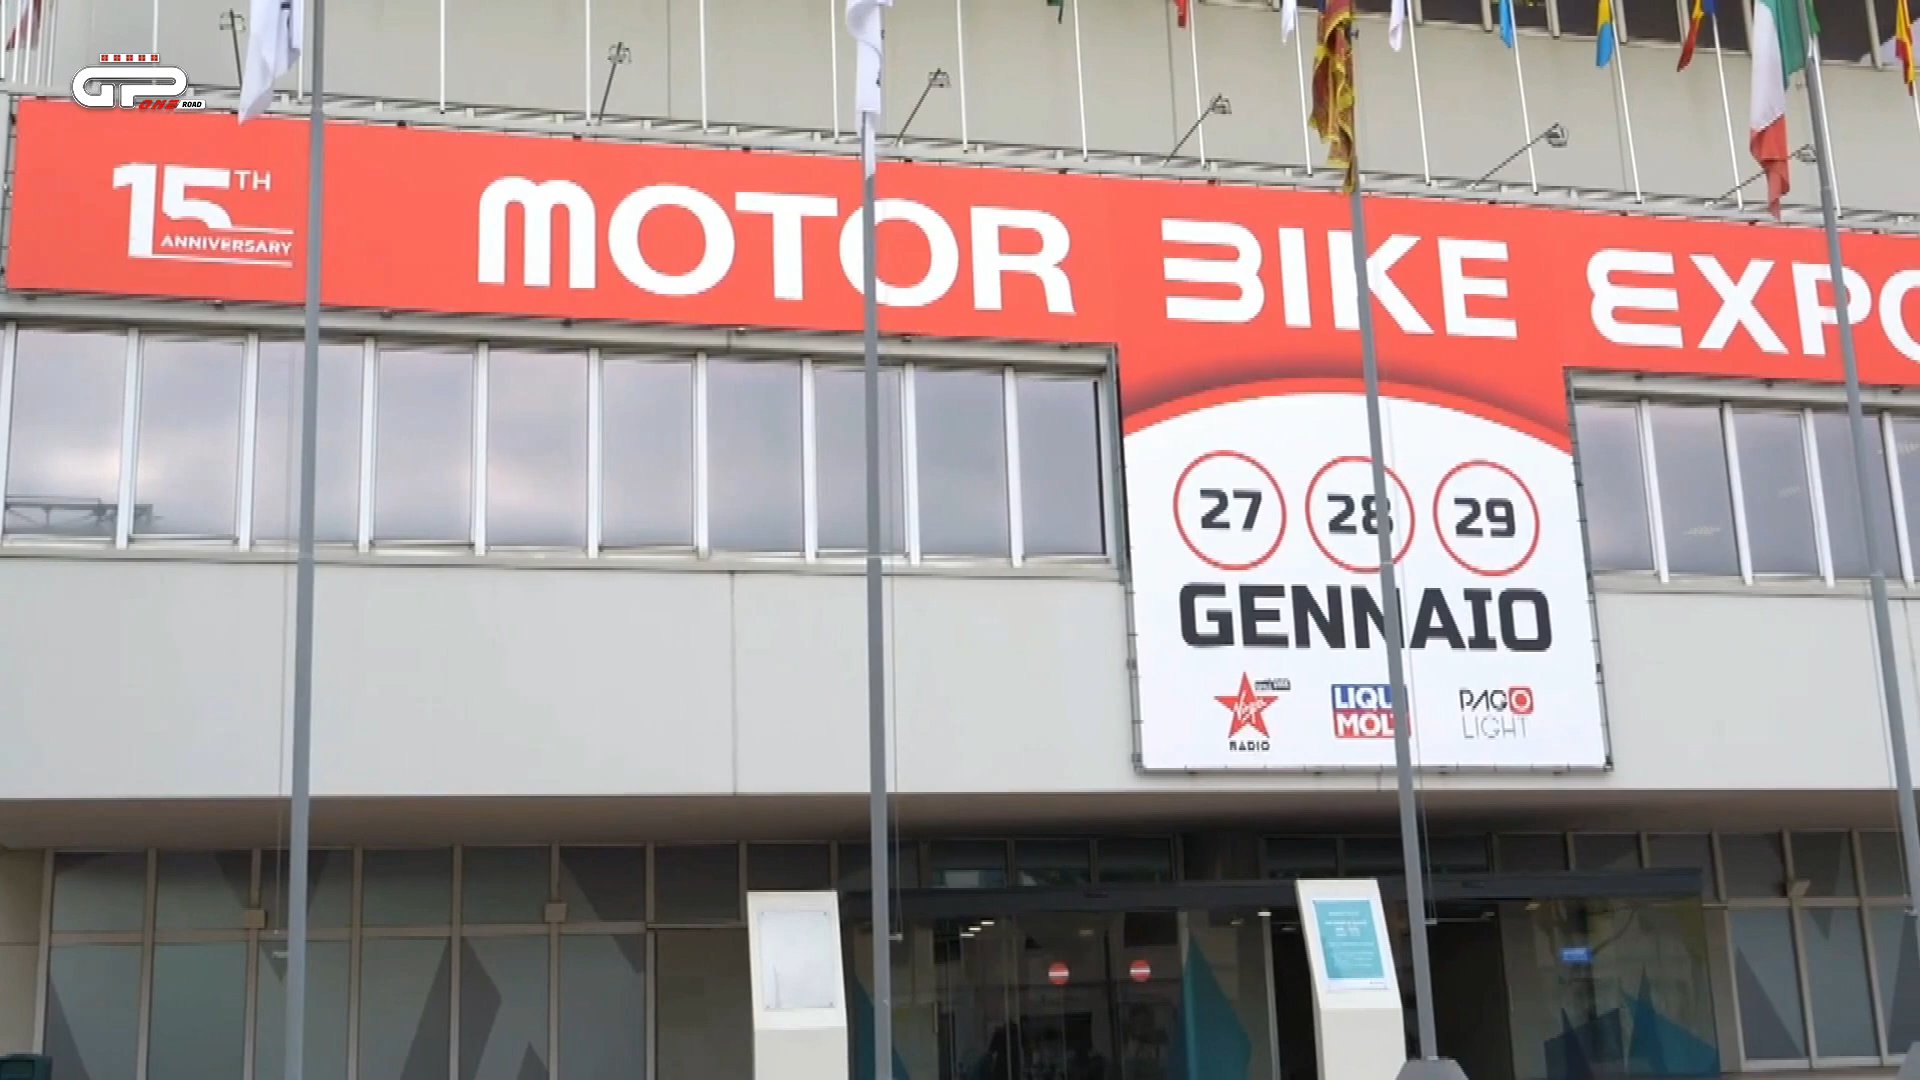 GP
ONE ROAD
15TH
ANNIVERSARY
MOTOR BIKE EXPO
27 28 29
GENNAIO
Virgin
RADIO
LIQUI
MOLY
PAGO
LIGHT